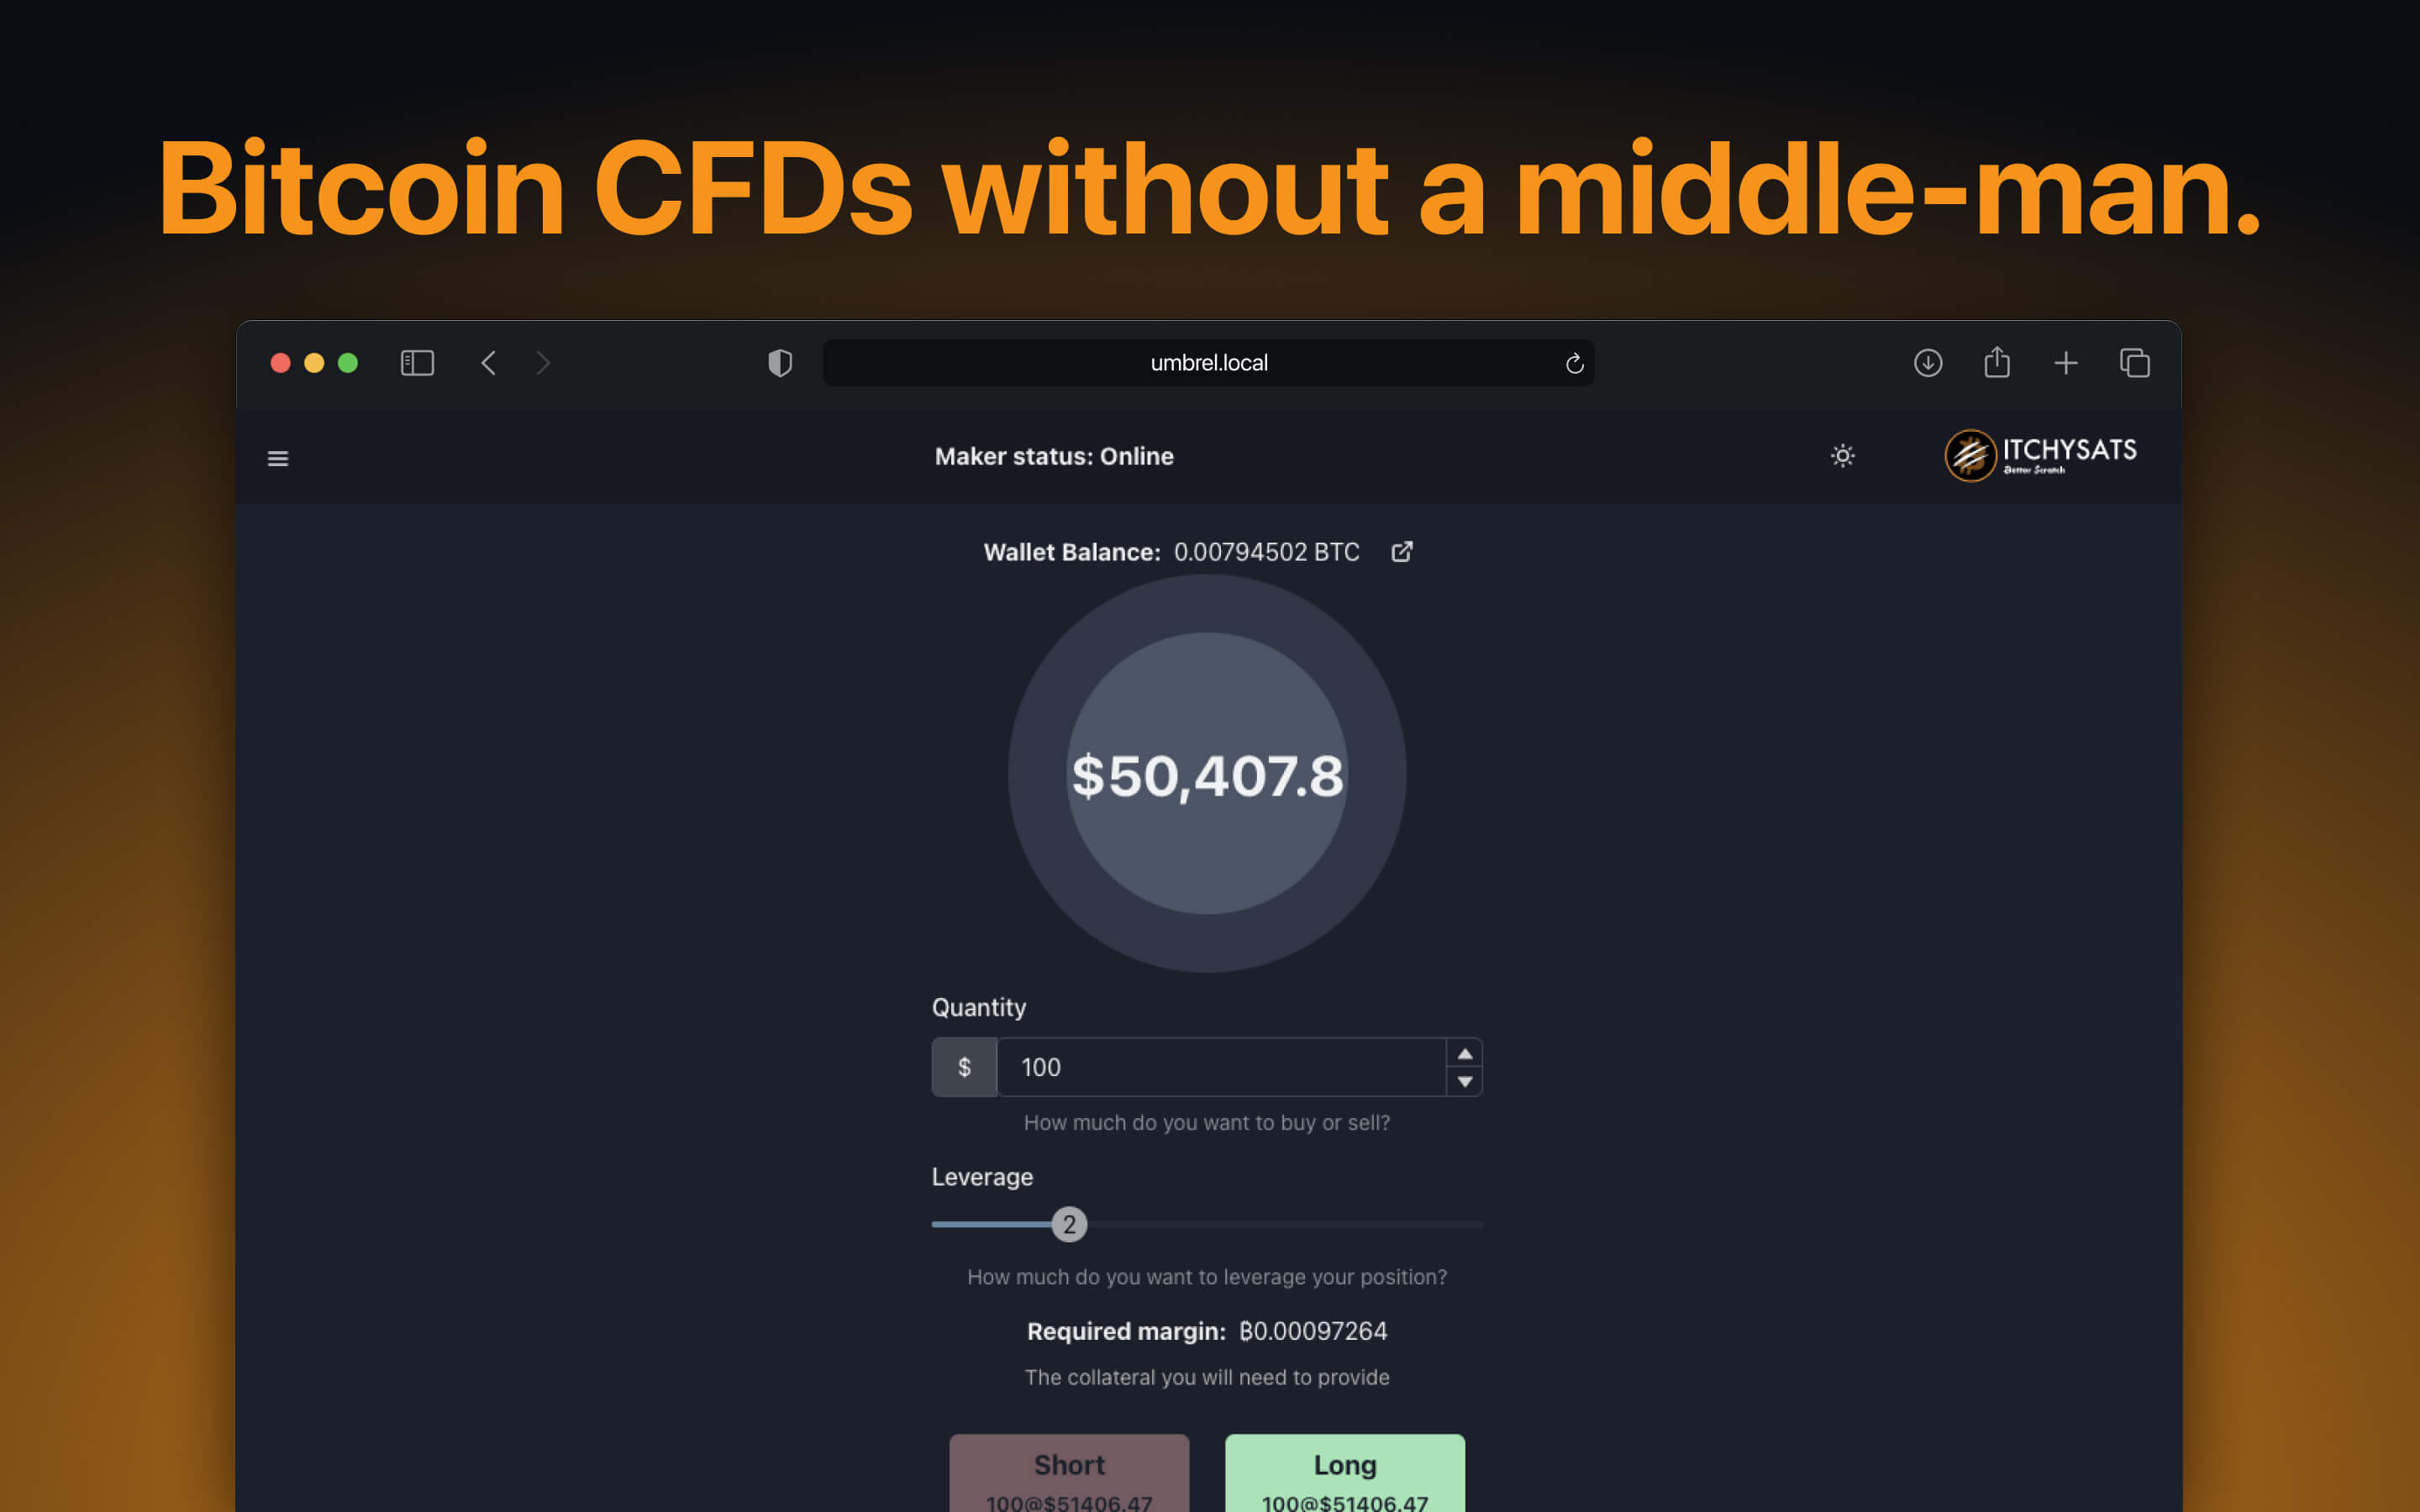 Bitcoin CFDs without a middle-man.
umbrel.local
Maker status: Online
ITCHYSATS
Better Scratch
Wallet Balance: 0.00794502 BTC
$50,407.8
Quantity
$ 100
How much do you want to buy or sell?
Leverage
2
How much do you want to leverage your position?
Required margin: ₿0.00097264
The collateral you will need to provide
Short Long
100@$51406.47 100@$51406.47